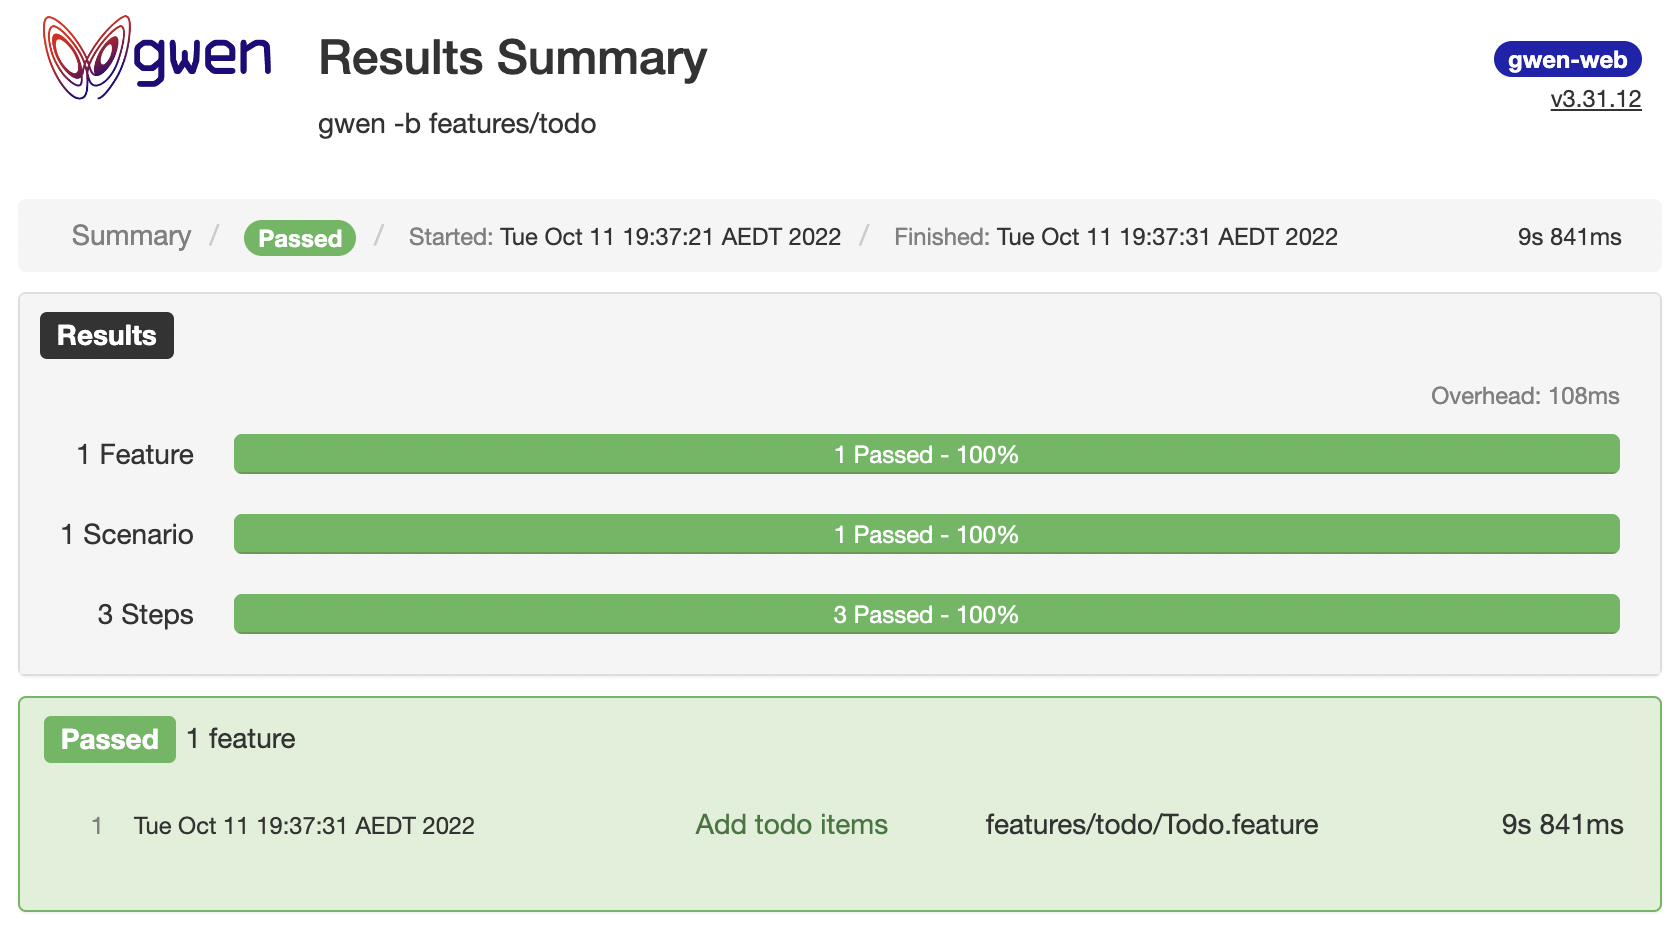 gwen
Results Summary
gwen-web
v3.31.12
gwen -b features/todo
Summary / Passed / Started: Tue Oct 11 19:37:21 AEDT 2022 / Finished: Tue Oct 11 19:37:31 AEDT 2022 9s 841ms
Results
Overhead: 108ms
1 Feature 1 Passed - 100%
1 Scenario 1 Passed - 100%
3 Steps 3 Passed - 100%
Passed 1 feature
1 Tue Oct 11 19:37:31 AEDT 2022 Add todo items features/todo/Todo.feature 9s 841ms